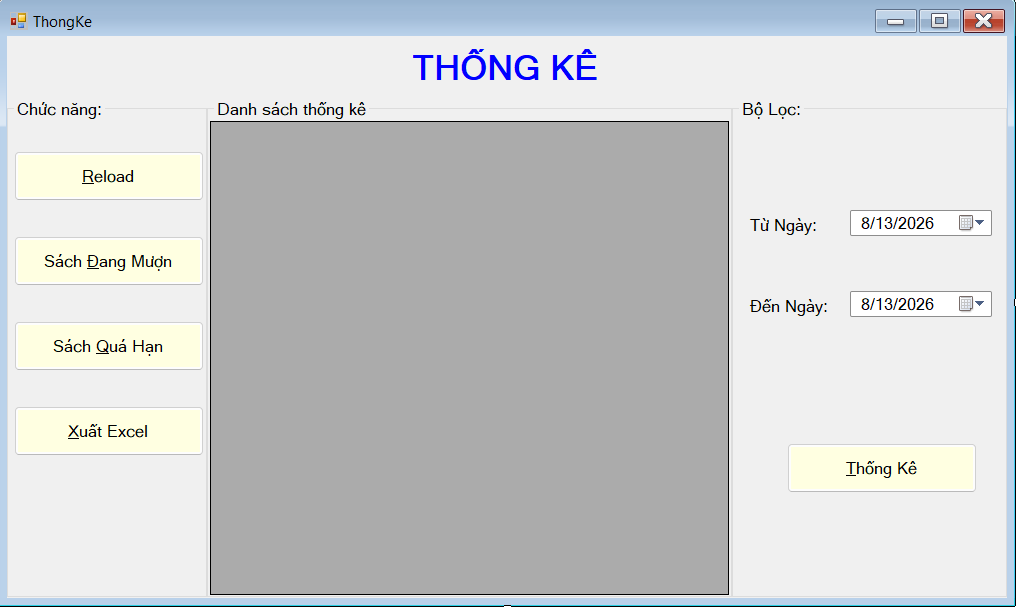 ThongKe
THỐNG KÊ
Chức năng:
Reload
Sách Đang Mượn
Sách Quá Hạn
Xuất Excel
Danh sách thống kê
Bộ Lọc:
Từ Ngày:
8/13/2026
Đến Ngày:
8/13/2026
Thống Kê